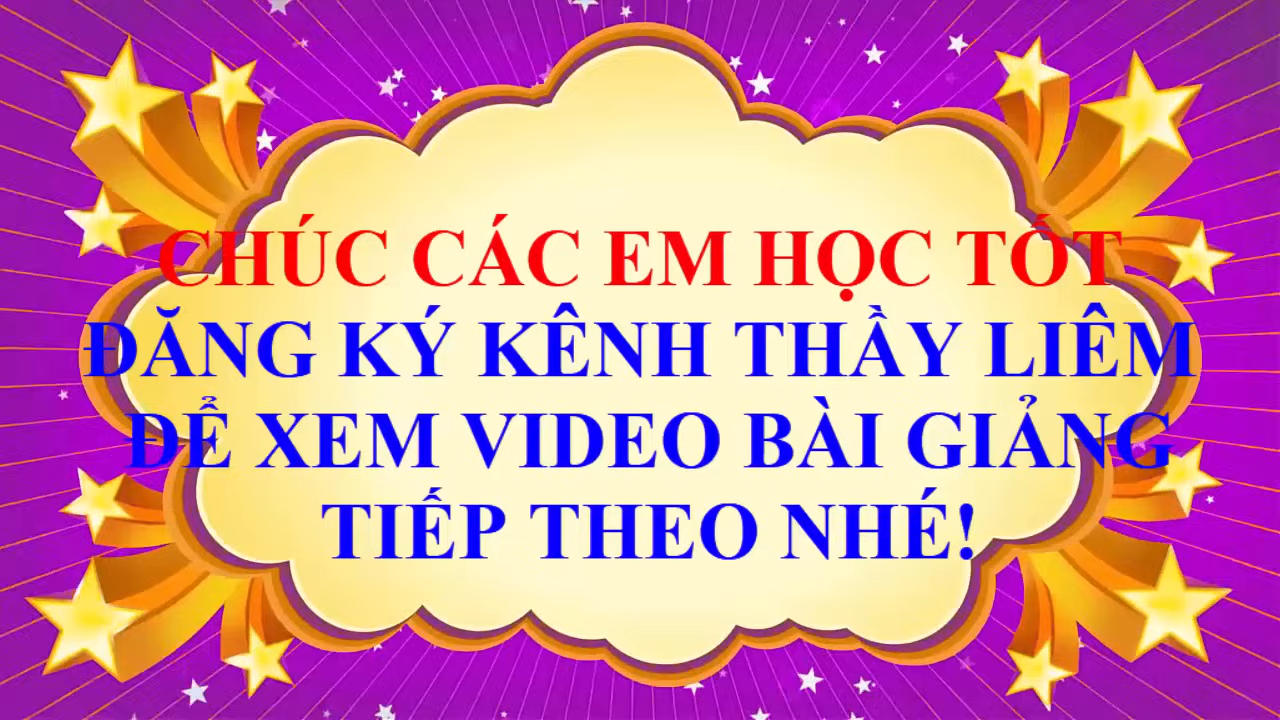 CHÚC CÁC EM HỌC TỐT
ĐĂNG KÝ KÊNH THẦY LIÊM
ĐỂ XEM VIDEO BÀI GIẢNG
TIẾP THEO NHÉ!